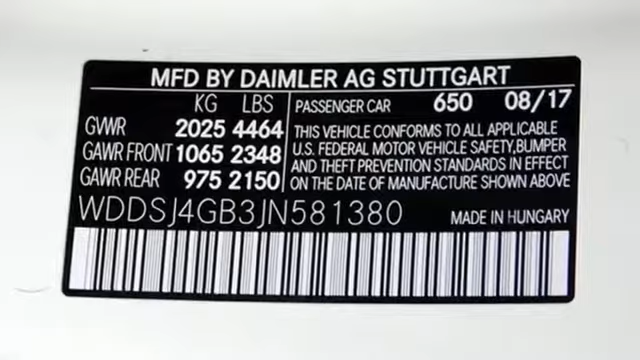 MFD BY DAIMLER AG STUTTGART
KG LBS
GVWR 2025 4464
GAWR FRONT 1065 2348
GAWR REAR 975 2150
PASSENGER CAR 650 08/17
THIS VEHICLE CONFORMS TO ALL APPLICABLE
U.S. FEDERAL MOTOR VEHICLE SAFETY,BUMPER
AND THEFT PREVENTION STANDARDS IN EFFECT
ON THE DATE OF MANUFACTURE SHOWN ABOVE
WDDSJ4GB3JN581380
MADE IN HUNGARY